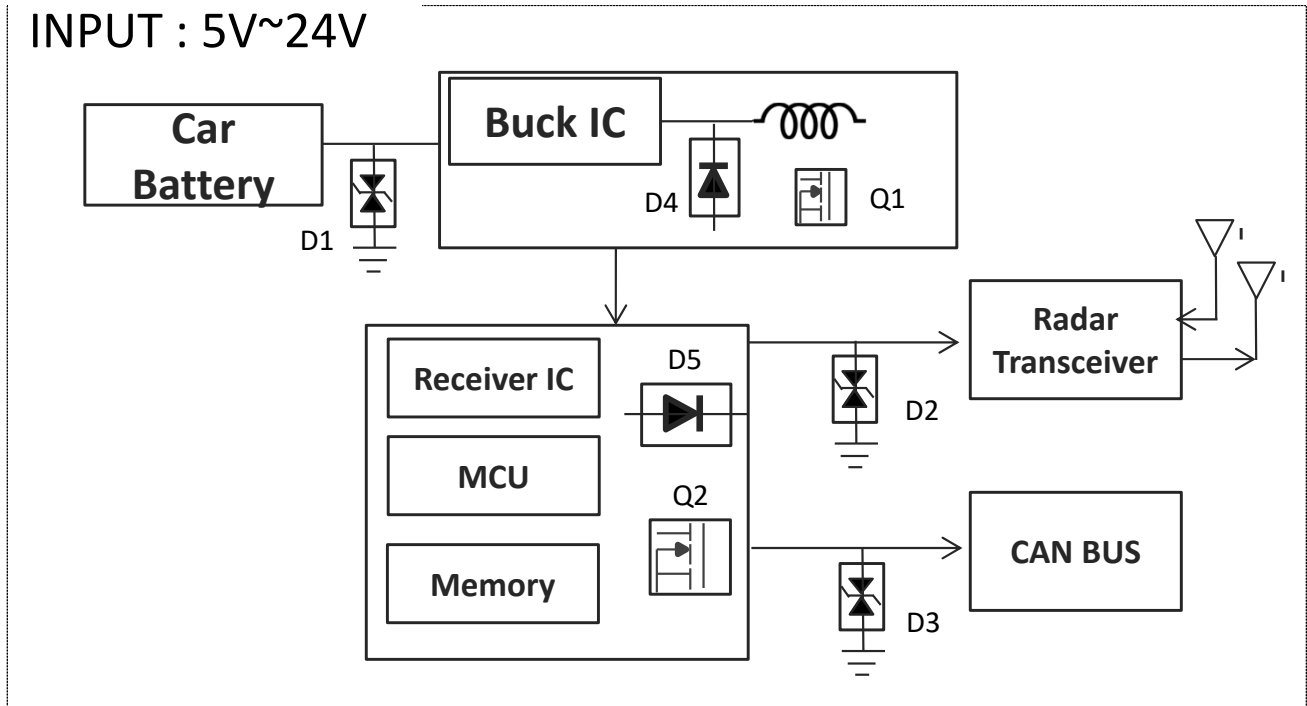 INPUT : 5V~24V
Car
Battery
Buck IC
D4
Q1
D1
Radar
Transceiver
Receiver IC
D5
D2
MCU
Q2
Memory
CAN BUS
D3